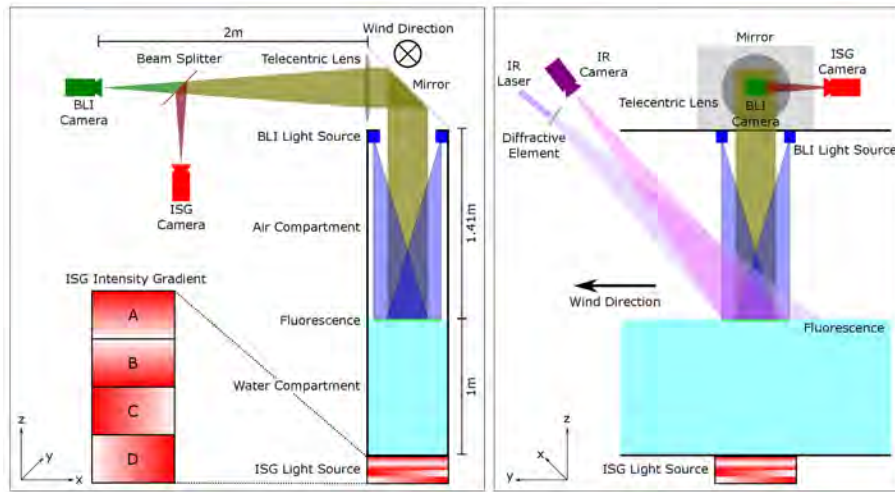 2m
Wind Direction
Beam Splitter
Telecentric Lens
Mirror
BLI
Camera
BLI Light Source
ISG
Camera
Air Compartment
1.41m
ISG Intensity Gradient
A
Fluorescence
B
Water Compartment
1m
C
D
z
y
x
ISG Light Source
Mirror
IR
Camera
ISG
Camera
IR
Laser
Telecentric Lens
BLI
Camera
Diffractive
Element
BLI Light Source
Wind Direction
Fluorescence
z
y
x
ISG Light Source